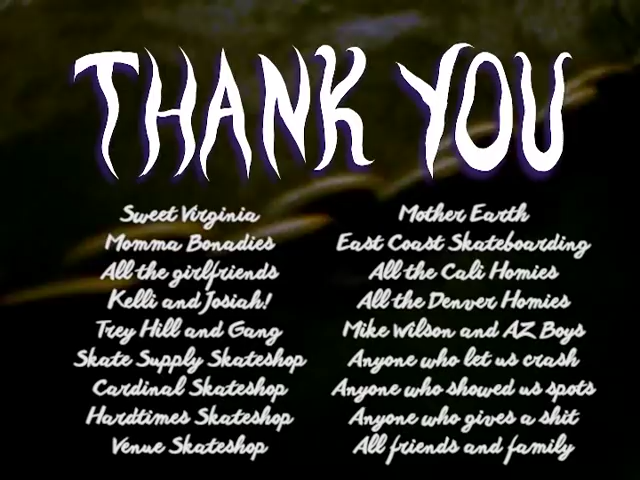 THANK YOU
Sweet Virginia
Momma Bonadies
All the girlfriends
Kelli and Josiah!
Trey Hill and Gang
Skate Supply Skateshop
Cardinal Skateshop
Hardtimes Skateshop
Venue Skateshop
Mother Earth
East Coast Skateboarding
All the Cali Homies
All the Denver Homies
Mike Wilson and AZ Boys
Anyone who let us crash
Anyone who showed us spots
Anyone who gives a shit
All friends and family